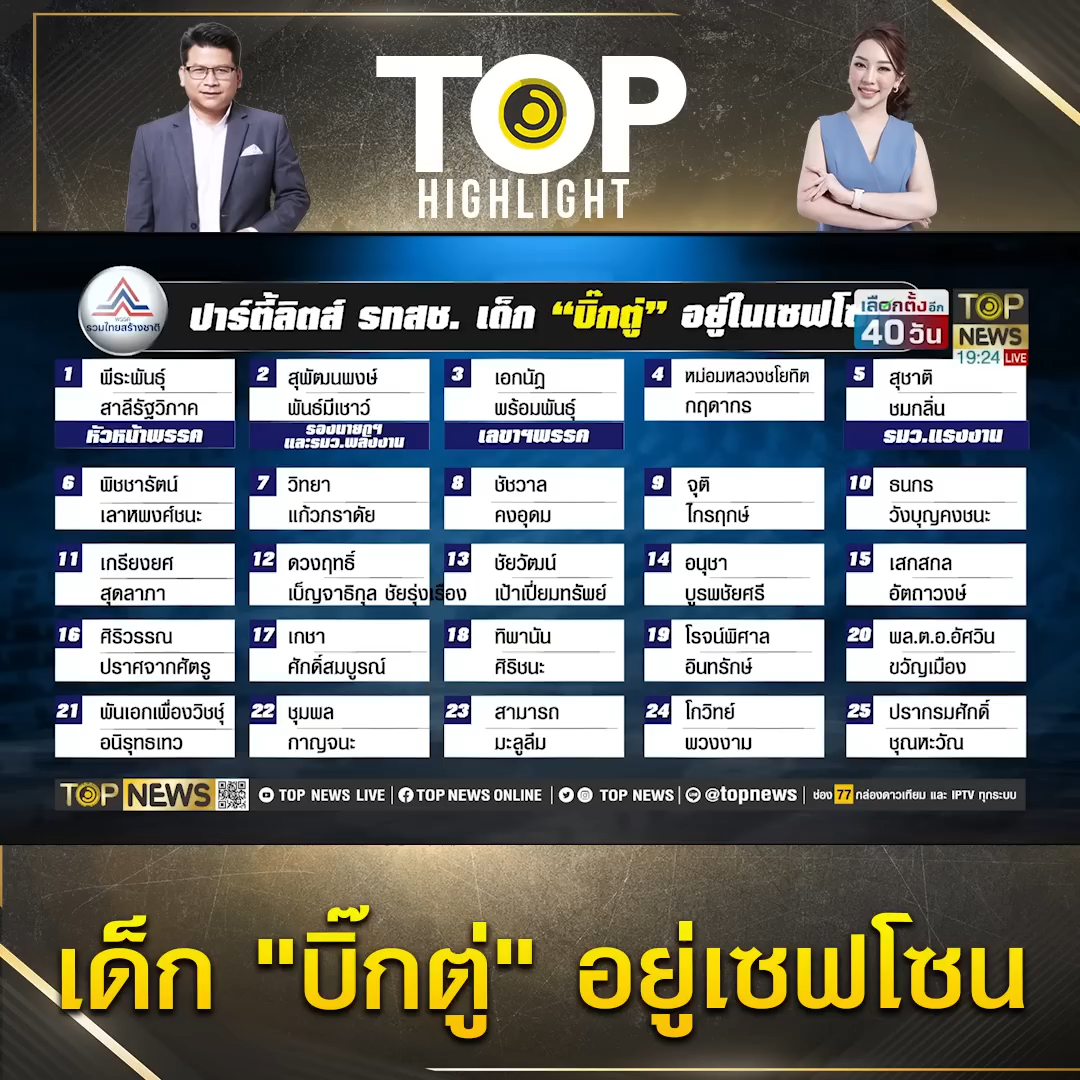 TOP
HIGHLIGHT
พรรค
รวมไทยสร้างชาติ
ปาร์ตี้ลิตส์ รทสช. เด็ก “บิ๊กตู่” อยู่ในเซฟโ
เลือกตั้งอีก
40 วัน
TOP
NEWS
19:24 LIVE
1 พีระพันธุ์
สาลีรัฐวิภาค
หัวหน้าพรรค
2 สุพัฒนพงษ์
พันธ์มีเชาว์
รองนายกฯ
และรมว.พลังงาน
3 เอกนัฏ
พร้อมพันธุ์
เลขาฯพรรค
4 หม่อมหลวงชโยทิต
กฤดากร
5 สุชาติ
ชมกลิ่น
รมว.แรงงาน
6 พิชชารัตน์
เลาหพงศ์ชนะ
7 วิทยา
แก้วภราดัย
8 ชัชวาล
คงอุดม
9 จุติ
ไกรฤกษ์
10 ธนกร
วังบุญคงชนะ
11 เกรียงยศ
สุดลาภา
12 ดวงฤทธิ์
เบ็ญจาธิกุล ชัยรุ่งเรือง
13 ชัยวัฒน์
เป้าเปี่ยมทรัพย์
14 อนุชา
บูรพชัยศรี
15 เสกสกล
อัตถาวงษ์
16 ศิริวรรณ
ปราศจากศัตรู
17 เกชา
ศักดิ์สมบูรณ์
18 ทิพานัน
ศิริชนะ
19 โรจน์พิศาล
อินทรักษ์
20 พล.ต.อ.อัศวิน
ขวัญเมือง
21 พันเอกเฟื่องวิชชุ์
อนิรุทธเทว
22 ชุมพล
กาญจนะ
23 สามารถ
มะลูลีม
24 โกวิทย์
พวงงาม
25 ปรากรมศักดิ์
ชุณหะวัณ
TOP NEWS TOP NEWS LIVE | TOP NEWS ONLINE | TOP NEWS | @topnews | ช่อง 77 กล่องดาวเทียม และ IPTV ทุกระบบ
เด็ก "บิ๊กตู่" อยู่เซฟโซน